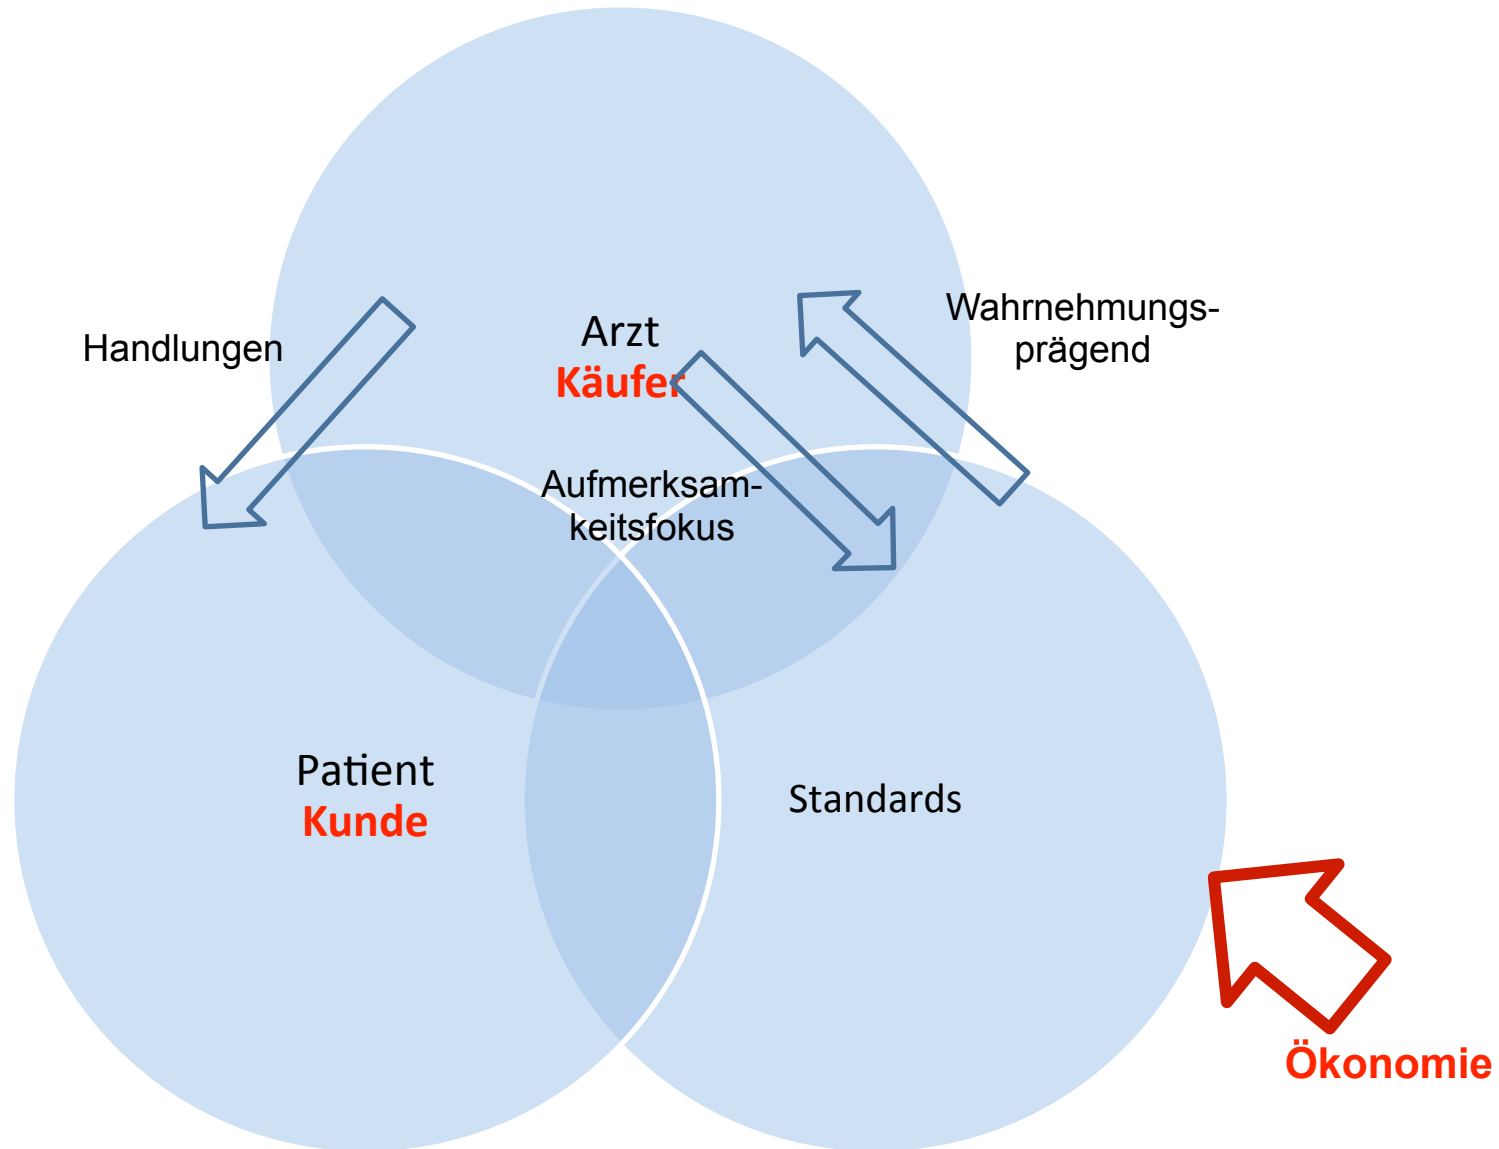 Handlungen
Arzt
Käufer
Wahrnehmungs-
prägend
Aufmerksam-
keitsfokus
Patient
Kunde
Standards
Ökonomie